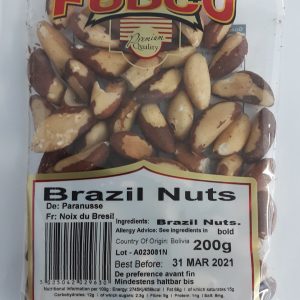 FUDCO
Premium
Quality
Brazil Nuts
De: Paranusse
Fr: Noix du Bresil
Ingredients: Brazil Nuts.
Allergy Advice: See ingredients in bold
Country Of Origin: Bolivia
200g
Lot - A023081N
Best Before: 31 MAR 2021
De preference avant fin
Mindestens haltbar bis